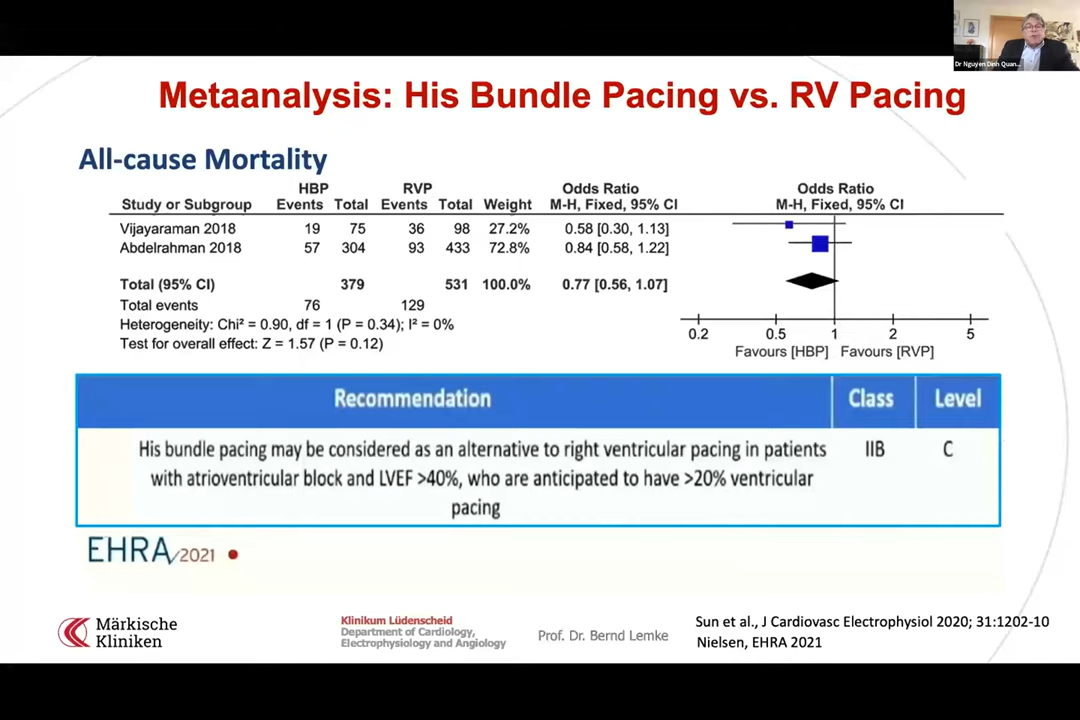 Dr Nguyen Dinh Quan...
Metaanalysis: His Bundle Pacing vs. RV Pacing
All-cause Mortality
HBP RVP Odds Ratio Odds Ratio
Study or Subgroup Events Total Events Total Weight M-H, Fixed, 95% CI M-H, Fixed, 95% CI
Vijayaraman 2018 19 75 36 98 27.2% 0.58 [0.30, 1.13]
Abdelrahman 2018 57 304 93 433 72.8% 0.84 [0.58, 1.22]
Total (95% CI) 379 531 100.0% 0.77 [0.56, 1.07]
Total events 76 129
Heterogeneity: Chi² = 0.90, df = 1 (P = 0.34); I² = 0%
Test for overall effect: Z = 1.57 (P = 0.12)
0.2 0.5 1 2 5
Favours [HBP] Favours [RVP]
Recommendation Class Level
His bundle pacing may be considered as an alternative to right ventricular pacing in patients IIB C
with atrioventricular block and LVEF >40%, who are anticipated to have >20% ventricular
pacing
EHRA 2021
Märkische
Kliniken
Klinikum Lüdenscheid
Department of Cardiology,
Electrophysiology and Angiology
Prof. Dr. Bernd Lemke
Sun et al., J Cardiovasc Electrophysiol 2020; 31:1202-10
Nielsen, EHRA 2021